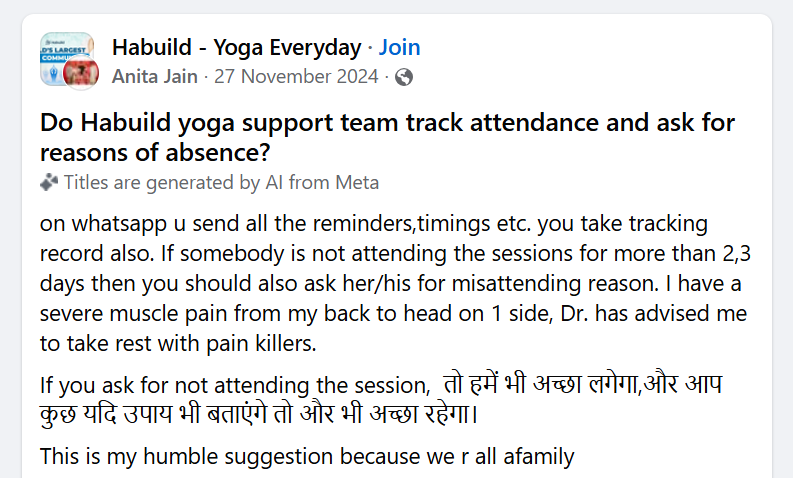 Habuild - Yoga Everyday · Join
Anita Jain · 27 November 2024 ·
Do Habuild yoga support team track attendance and ask for
reasons of absence?
Titles are generated by AI from Meta
on whatsapp u send all the reminders,timings etc. you take tracking
record also. If somebody is not attending the sessions for more than 2,3
days then you should also ask her/his for misattending reason. I have a
severe muscle pain from my back to head on 1 side, Dr. has advised me
to take rest with pain killers.
If you ask for not attending the session, तो हमें भी अच्छा लगेगा,और आप
कुछ यदि उपाय भी बताएंगे तो और भी अच्छा रहेगा।
This is my humble suggestion because we r all afamily